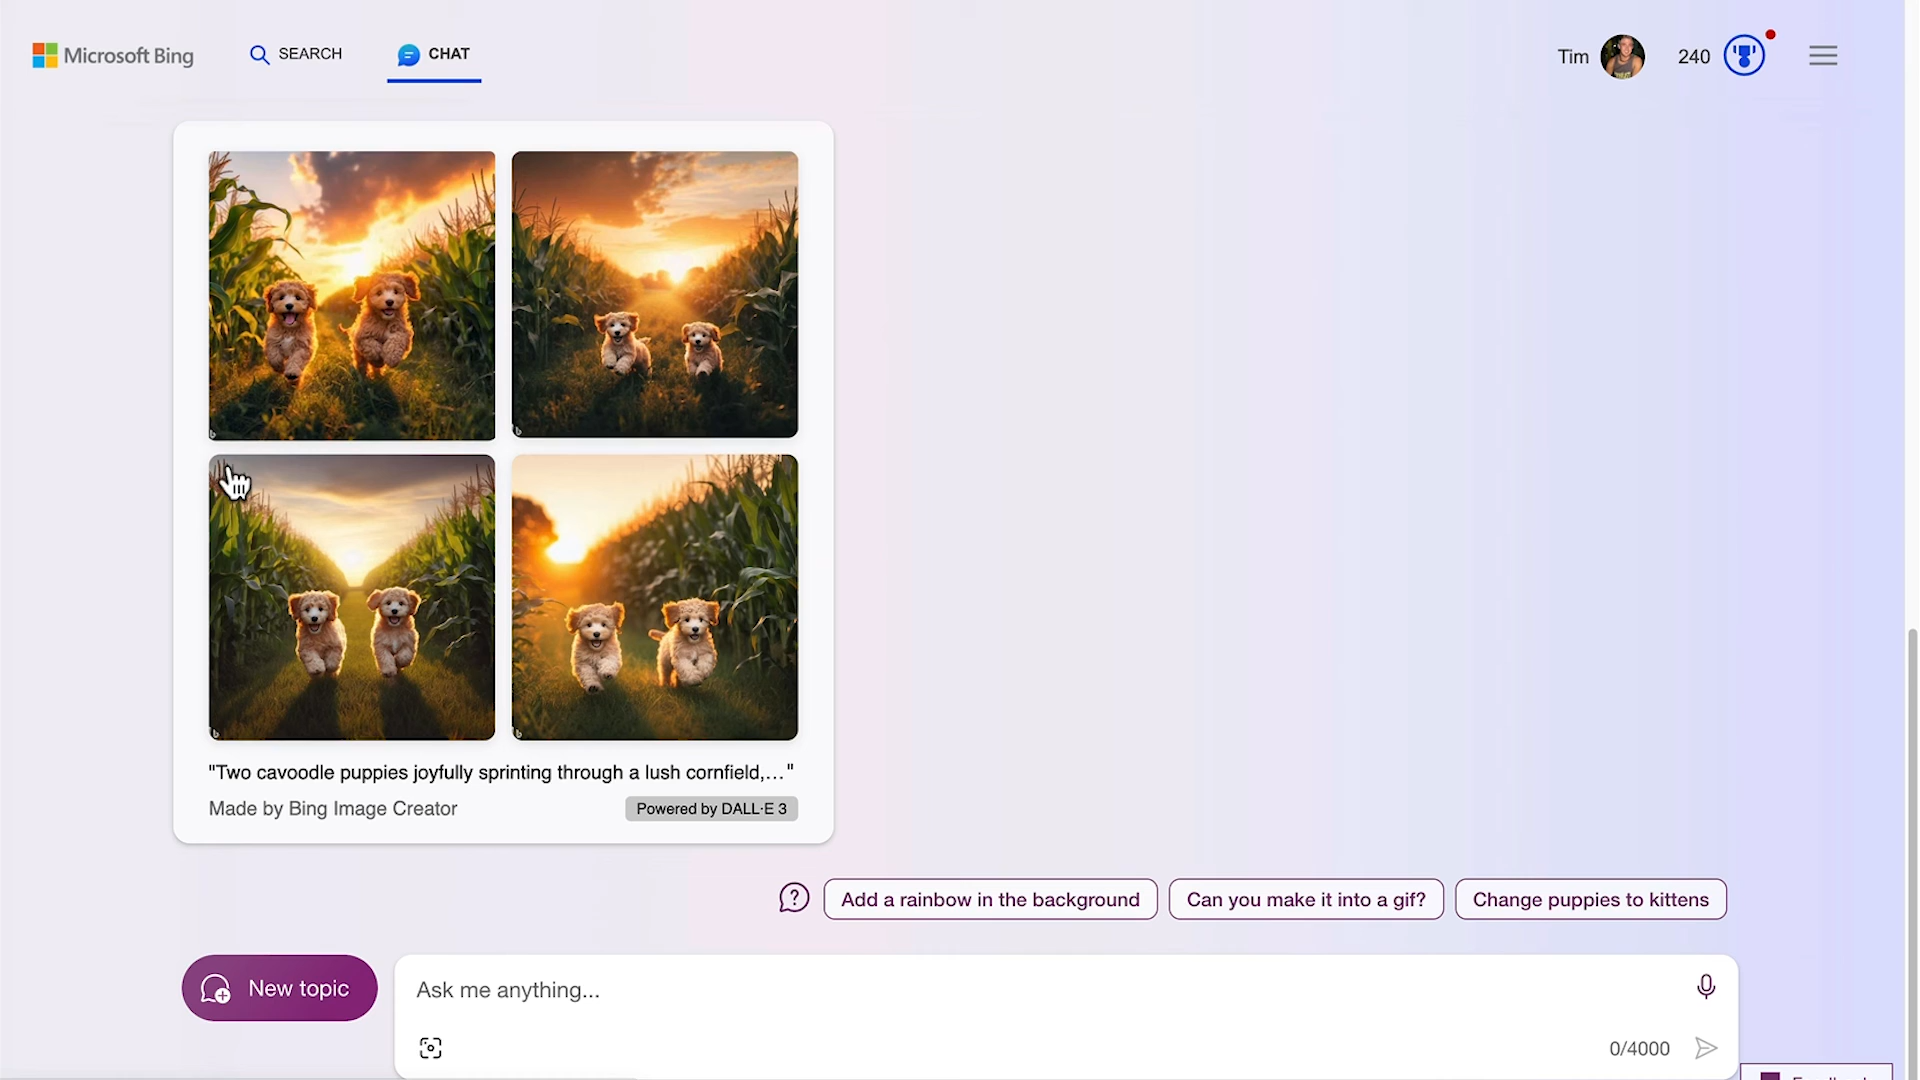 Microsoft Bing
SEARCH
CHAT
Tim
240
"Two cavoodle puppies joyfully sprinting through a lush cornfield,..."
Made by Bing Image Creator
Powered by DALL·E 3
Add a rainbow in the background
Can you make it into a gif?
Change puppies to kittens
New topic
Ask me anything...
0/4000